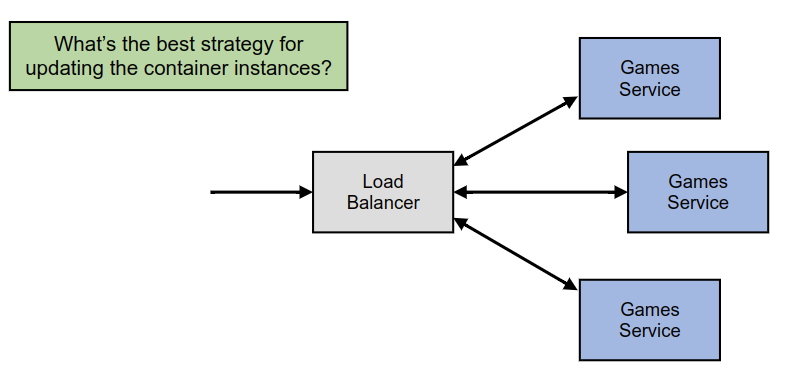 What’s the best strategy for
updating the container instances?
Games
Service
Load
Balancer
Games
Service
Games
Service